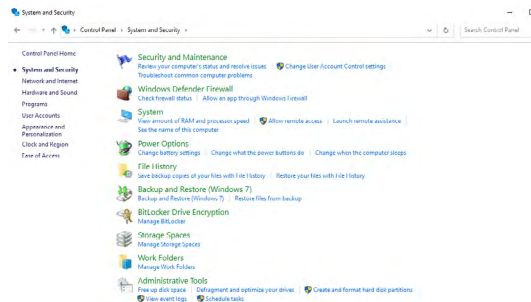 System and Security
Control Panel > System and Security >
Search Control Panel
Control Panel Home
System and Security
Network and Internet
Hardware and Sound
Programs
User Accounts
Appearance and
Personalization
Clock and Region
Ease of Access
Security and Maintenance
Review your computer's status and resolve issues | Change User Account Control settings
Troubleshoot common computer problems
Windows Defender Firewall
Check firewall status | Allow an app through Windows Firewall
System
View amount of RAM and processor speed | Allow remote access | Launch remote assistance
See the name of this computer
Power Options
Change battery settings | Change what the power buttons do | Change when the computer sleeps
File History
Save backup copies of your files with File History | Restore your files with File History
Backup and Restore (Windows 7)
Backup and Restore (Windows 7) | Restore files from backup
BitLocker Drive Encryption
Manage BitLocker
Storage Spaces
Manage Storage Spaces
Work Folders
Manage Work Folders
Administrative Tools
Free up disk space | Defragment and optimize your drives | Create and format hard disk partitions
View event logs | Schedule tasks